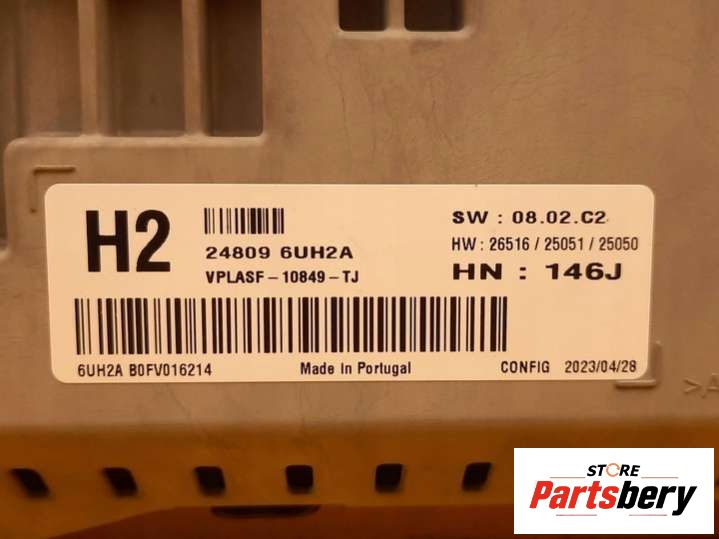 H2
24809 6UH2A
VPLASF-10849-TJ
SW : 08.02.C2
HW : 26516 / 25051 / 25050
HN : 146J
6UH2A B0FV016214
Made In Portugal
CONFIG 2023/04/28
>A
STORE
Partsbery